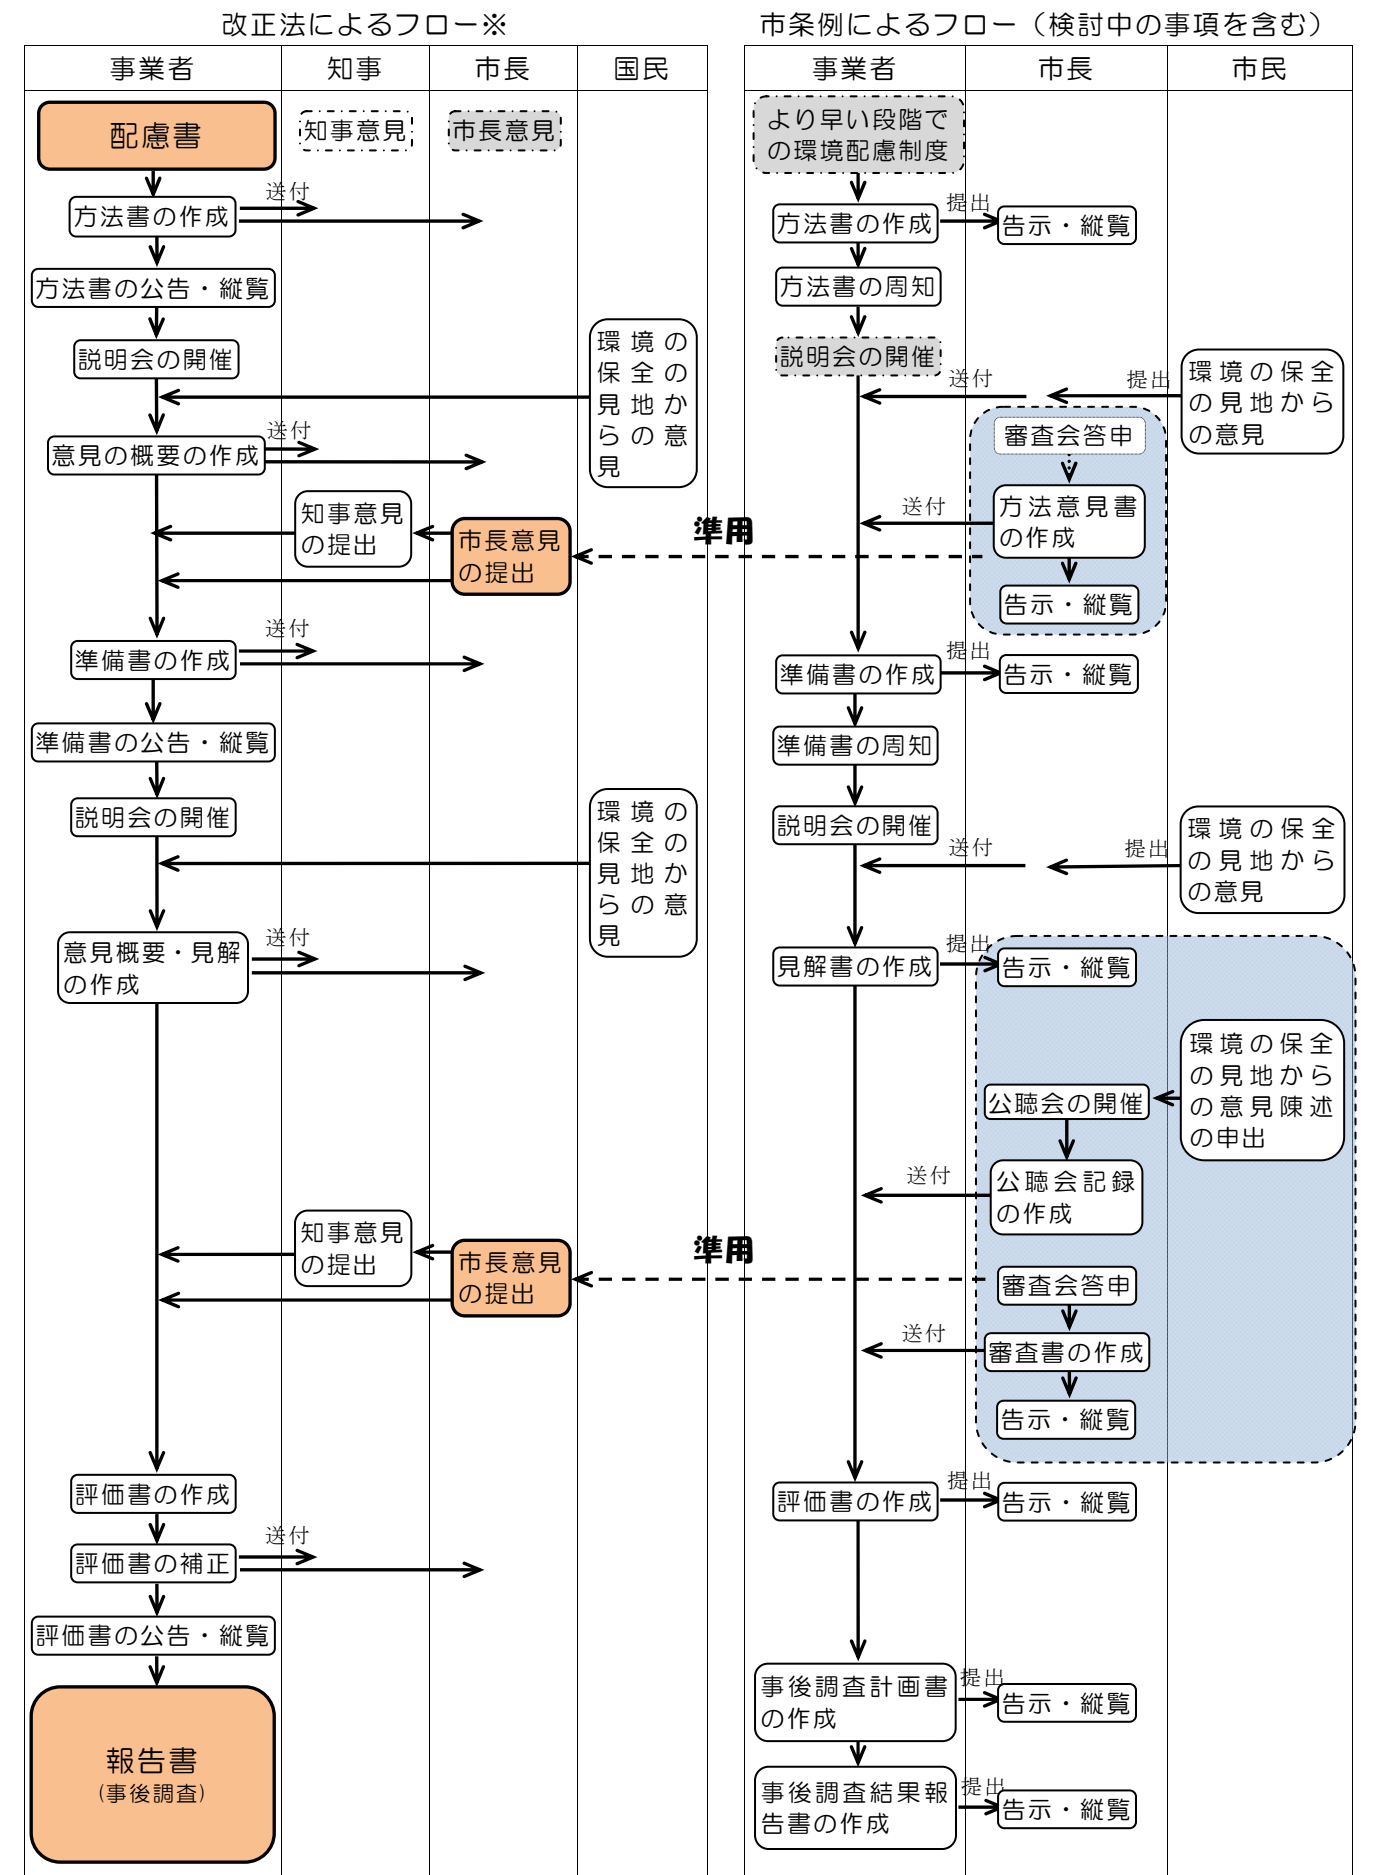 改正法によるフロー※
事業者
知事
市長
国民
配慮書
知事意見
市長意見
方法書の作成
送付
方法書の公告・縦覧
説明会の開催
環境の
保全の
見地か
らの意
見
意見の概要の作成
送付
知事意見
の提出
市長意見
の提出
準備書の作成
送付
準備書の公告・縦覧
説明会の開催
環境の
保全の
見地か
らの意
見
意見概要・見解
の作成
送付
知事意見
の提出
市長意見
の提出
評価書の作成
評価書の補正
送付
評価書の公告・縦覧
報告書
(事後調査)
準用
準用
市条例によるフロー（検討中の事項を含む）
事業者
市長
市民
より早い段階で
の環境配慮制度
方法書の作成
提出
告示・縦覧
方法書の周知
説明会の開催
送付
提出
環境の保全
の見地から
の意見
審査会答申
方法意見書
の作成
送付
告示・縦覧
準備書の作成
提出
告示・縦覧
準備書の周知
説明会の開催
送付
提出
環境の保全
の見地から
の意見
見解書の作成
提出
告示・縦覧
環境の保全
の見地から
の意見陳述
の申出
公聴会の開催
公聴会記録
の作成
送付
審査会答申
審査書の作成
送付
告示・縦覧
評価書の作成
提出
告示・縦覧
事後調査計画書
の作成
提出
告示・縦覧
事後調査結果報
告書の作成
提出
告示・縦覧